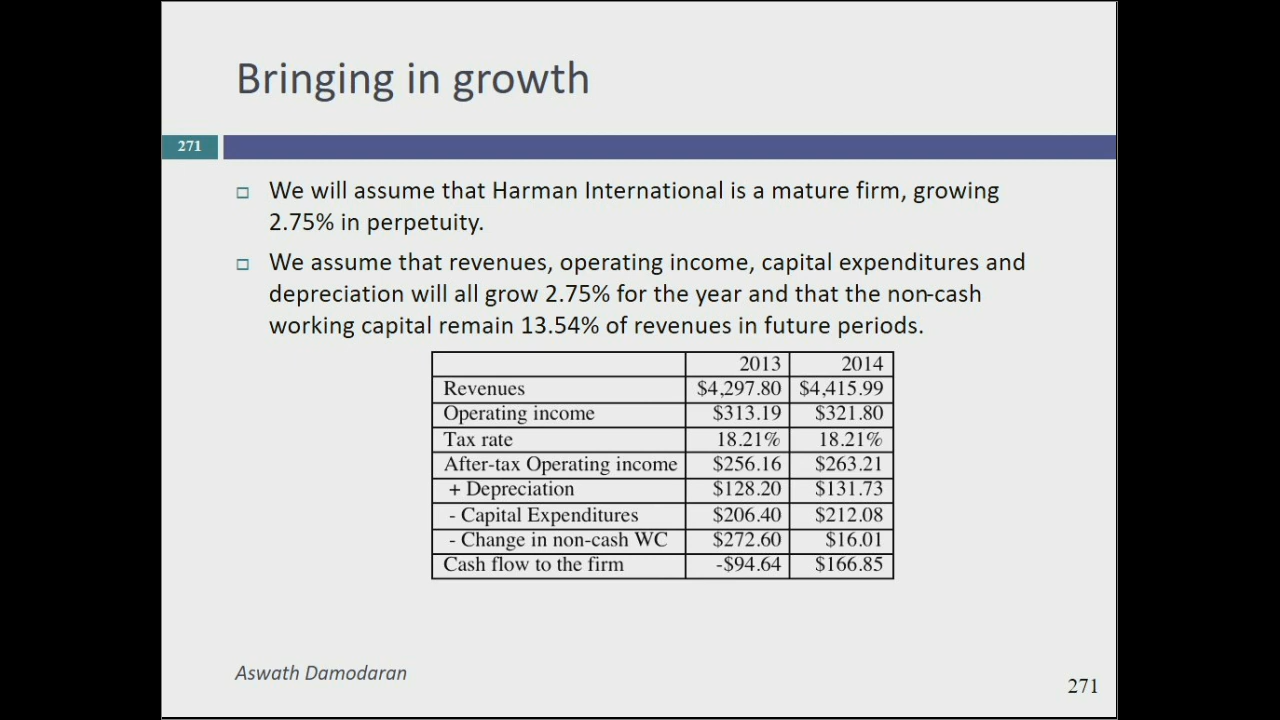 Bringing in growth
271
We will assume that Harman International is a mature firm, growing
2.75% in perpetuity.
We assume that revenues, operating income, capital expenditures and
depreciation will all grow 2.75% for the year and that the non-cash
working capital remain 13.54% of revenues in future periods.
2013 2014
Revenues $4,297.80 $4,415.99
Operating income $313.19 $321.80
Tax rate 18.21% 18.21%
After-tax Operating income $256.16 $263.21
+ Depreciation $128.20 $131.73
- Capital Expenditures $206.40 $212.08
- Change in non-cash WC $272.60 $16.01
Cash flow to the firm -$94.64 $166.85
Aswath Damodaran
271